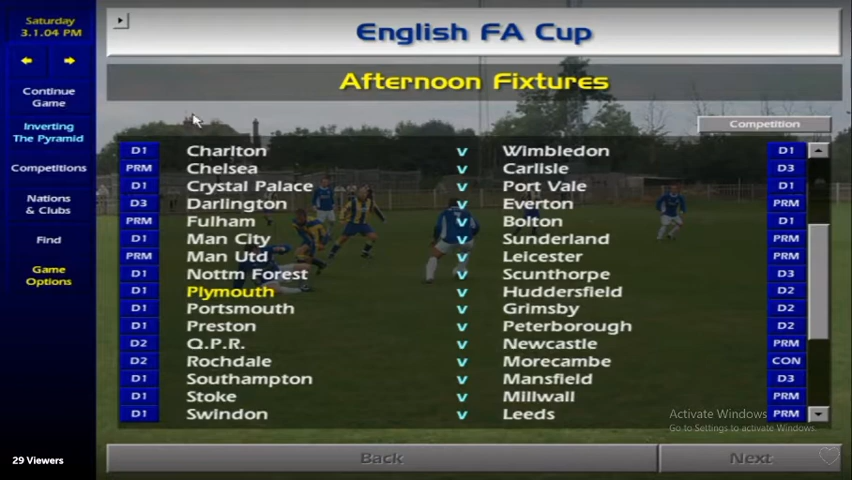 Saturday
3.1.04 PM
Continue
Game
Inverting
The Pyramid
Competitions
Nations
& Clubs
Find
Game
Options
29 Viewers
English FA Cup
Afternoon Fixtures
Competition
D1 Charlton v Wimbledon D1
PRM Chelsea v Carlisle D3
D1 Crystal Palace v Port Vale D1
D3 Darlington v Everton PRM
PRM Fulham v Bolton D1
D1 Man City v Sunderland PRM
PRM Man Utd v Leicester PRM
D1 Nottm Forest v Scunthorpe D3
D1 Plymouth v Huddersfield D2
D1 Portsmouth v Grimsby D2
D1 Preston v Peterborough D2
D2 Q.P.R. v Newcastle PRM
D2 Rochdale v Morecambe CON
D1 Southampton v Mansfield D3
D1 Stoke v Millwall PRM
D1 Swindon v Leeds PRM
Activate Windows
Go to Settings to activate Windows.
Back
Next